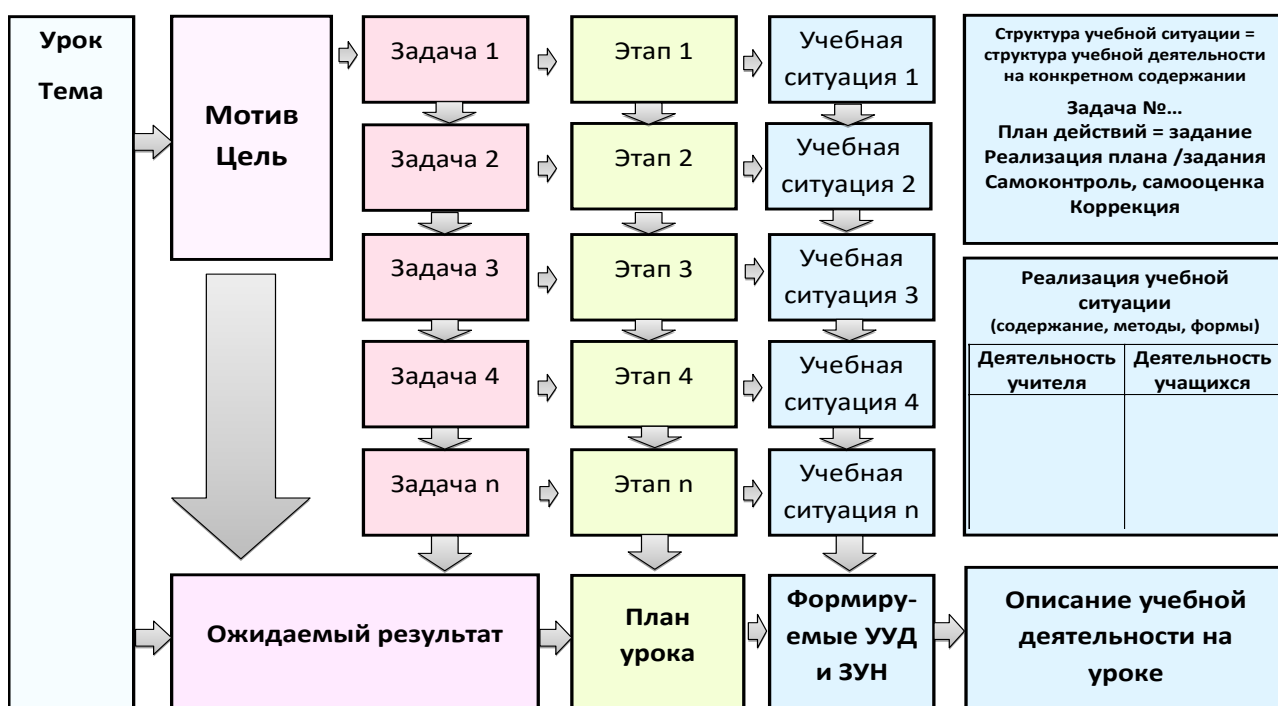 Урок
Тема
Мотив
Цель
Задача 1
Этап 1
Учебная
ситуация 1
Задача 2
Этап 2
Учебная
ситуация 2
Задача 3
Этап 3
Учебная
ситуация 3
Задача 4
Этап 4
Учебная
ситуация 4
Задача n
Этап n
Учебная
ситуация n
Структура учебной ситуации =
структура учебной деятельности
на конкретном содержании
Задача №...
План действий = задание
Реализация плана /задания
Самоконтроль, самооценка
Коррекция
Реализация учебной
ситуации
(содержание, методы, формы)
Деятельность
учителя
Деятельность
учащихся
Ожидаемый результат
План
урока
Формиру-
емые УУД
и ЗУН
Описание учебной
деятельности на
уроке